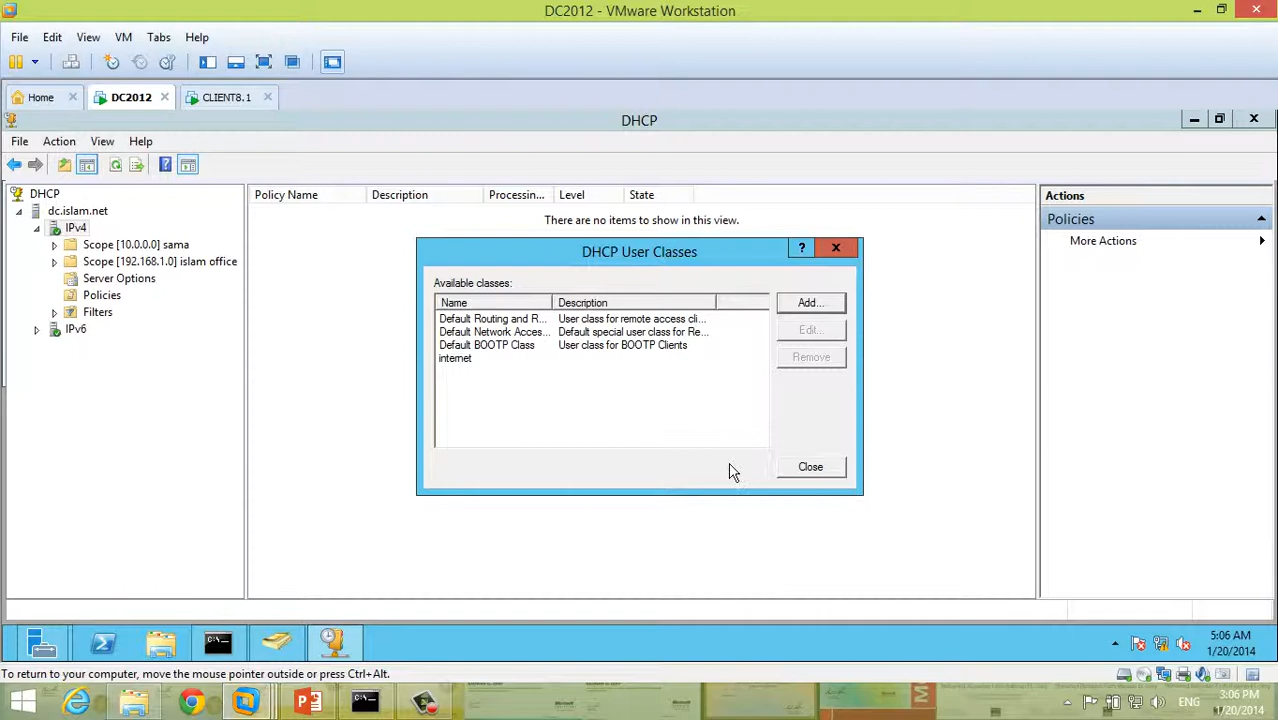 DC2012 - VMware Workstation
File Edit View VM Tabs Help
Home DC2012 CLIENT8.1
DHCP
File Action View Help
DHCP
dc.islam.net
IPv4
Scope [10.0.0.0] sama
Scope [192.168.1.0] islam office
Server Options
Policies
Filters
IPv6
Policy Name Description Processin... Level State
There are no items to show in this view.
DHCP User Classes
Available classes:
Name Description
Default Routing and R... User class for remote access cli...
Default Network Acces... Default special user class for Re...
Default BOOTP Class User class for BOOTP Clients
internet
Add...
Edit...
Remove
Close
Actions
Policies
More Actions
5:06 AM
1/20/2014
To return to your computer, move the mouse pointer outside or press Ctrl+Alt.
ENG
3:06 PM
1/20/2014